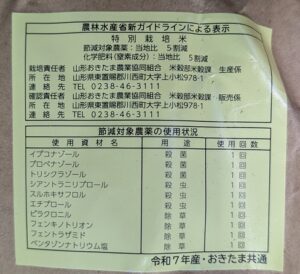 農林水産省新ガイドラインによる表示
特別栽培米
節減対象農薬：当地比 5割減
化学肥料(窒素成分)：当地比 5割減
栽培責任者 山形おきたま農業協同組合 米穀部米穀課 生産係
所在地 山形県東置賜郡川西町大字上小松978-1
連絡先 TEL 0238-46-3111
確認責任者 山形おきたま農業協同組合 米穀部米穀課 販売係
所在地 山形県東置賜郡川西町大字上小松978-1
連絡先 TEL 0238-46-3111
節減対象農薬の使用状況
使用資材名 用途 使用回数
イプコナゾール 殺菌 1回
プロベナゾール 殺菌 1回
トリシクラゾール 殺菌 1回
シアントラニリプロール 殺虫 1回
スルホキサフロル 殺虫 1回
エチプロール 殺虫 1回
ピラクロニル 除草 1回
フェンキノトリオン 除草 1回
フェントラザミド 除草 1回
ベンタゾンナトリウム塩 除草 1回
令和7年産・おきたま共通